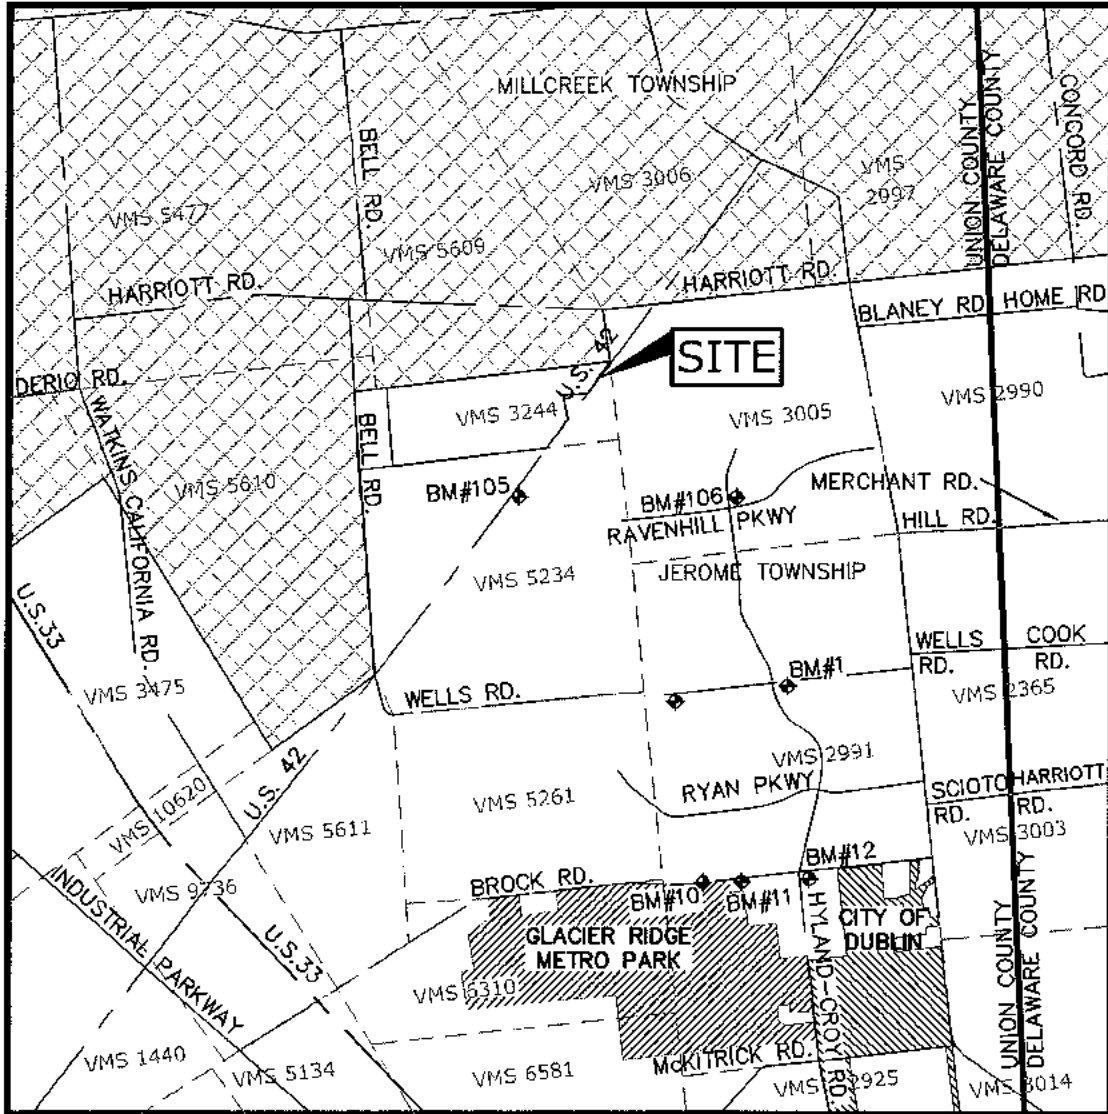 MILLCREEK TOWNSHIP
UNION COUNTY
DELAWARE COUNTY
CONCORD RD.
BELL RD.
VMS 3006
VMS
2997
VMS 5477
VMS 5609
HARRIOTT RD.
HARRIOTT RD.
BLANEY RD
HOME RD
SITE
U.S. 42
DERIO RD.
WATKINS CALIFORNIA RD.
VMS 3244
VMS 3005
VMS 2990
BELL RD.
VMS 5610
BM#105
BM#106
MERCHANT RD.
RAVENHILL PKWY
HILL RD.
VMS 5234
JEROME TOWNSHIP
U.S.33
WELLS
RD.
COOK
RD.
BM#1
VMS 3475
WELLS RD.
VMS 2365
VMS 2991
U.S. 42
RYAN PKWY
SCIOTO
RD.
HARRIOTT
RD.
VMS 10620
VMS 5261
VMS 5611
VMS 3003
BM#12
BROCK RD.
VMS 9736
BM#10
BM#11
INDUSTRIAL PARKWAY
U.S.33
GLACIER RIDGE
METRO PARK
HYLAND-CROY RD.
CITY OF
DUBLIN
UNION COUNTY
DELAWARE COUNTY
VMS 6310
McKITRICK RD.
VMS 1440
VMS 5134
VMS 6581
VMS 2925
VMS 3014